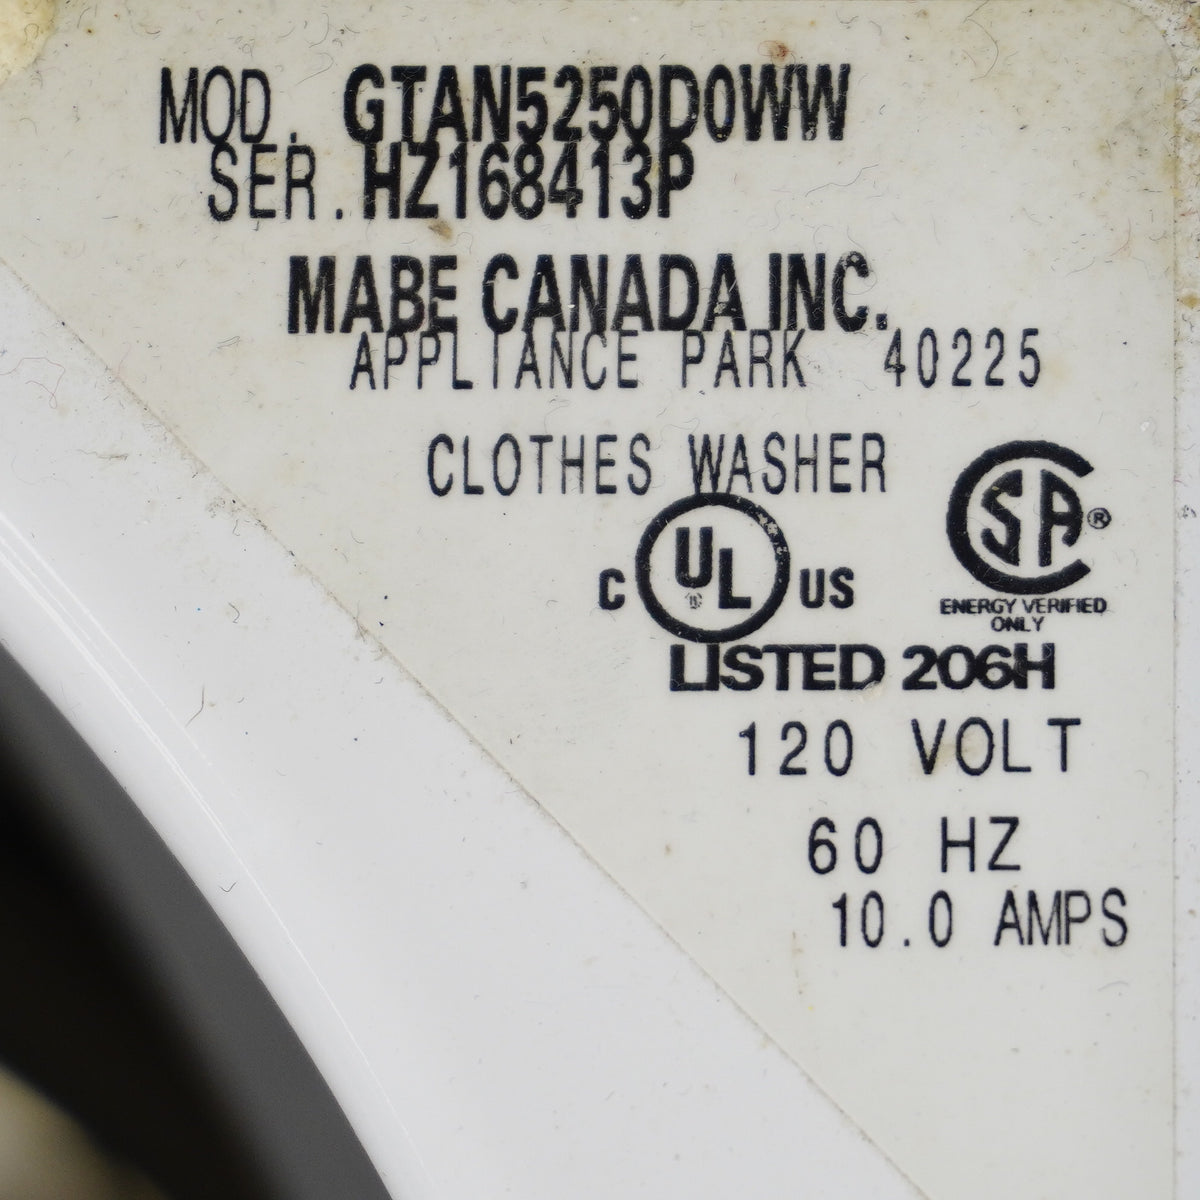 MOD. GTAN5250D0WW
SER. HZ168413P
MABE CANADA INC.
APPLIANCE PARK 40225
CLOTHES WASHER
C UL US
SA ®
ENERGY VERIFIED
ONLY
LISTED 206H
120 VOLT
60 HZ
10.0 AMPS